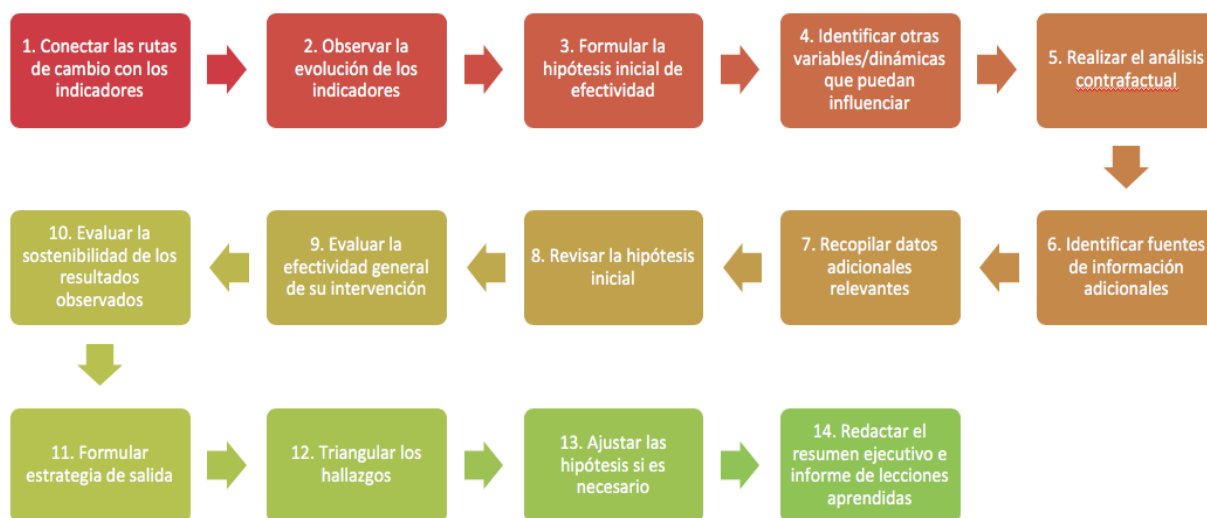 1. Conectar las rutas
de cambio con los
indicadores
2. Observar la
evolución de los
indicadores
3. Formular la
hipótesis inicial de
efectividad
4. Identificar otras
variables/dinámicas
que puedan
influenciar
5. Realizar el análisis
contrafactual
6. Identificar fuentes
de información
adicionales
7. Recopilar datos
adicionales
relevantes
8. Revisar la hipótesis
inicial
9. Evaluar la
efectividad general
de su intervención
10. Evaluar la
sostenibilidad de los
resultados
observados
11. Formular
estrategia de salida
12. Triangular los
hallazgos
13. Ajustar las
hipótesis si es
necesario
14. Redactar el
resumen ejecutivo e
informe de lecciones
aprendidas